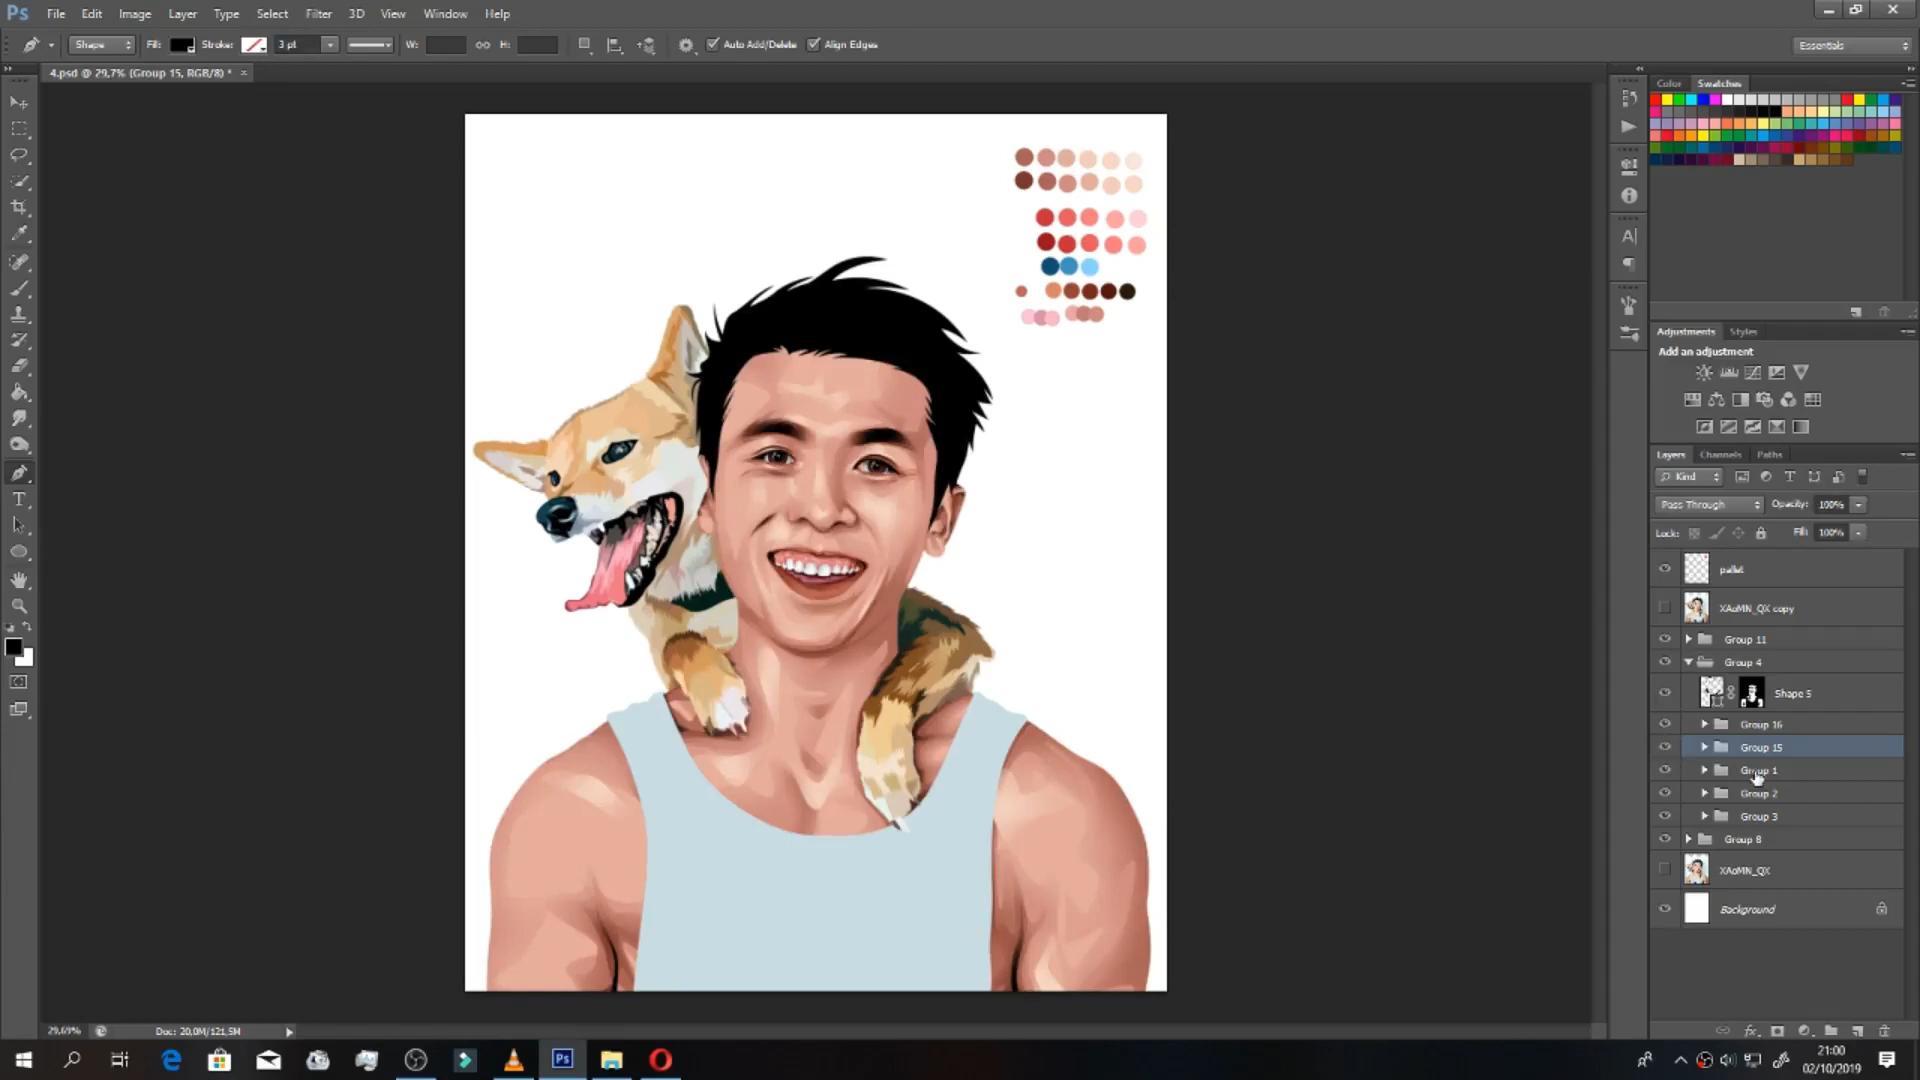 Ps File Edit Image Layer Type Select Filter 3D View Window Help
Shape Fill: Stroke: 3 pt W: H: Auto Add/Delete Align Edges Essentials
4.psd @ 29,7% (Group 15, RGB/8) * ×
Color Swatches
Adjustments Styles
Add an adjustment
Layers Channels Paths
Kind
Pass Through Opacity: 100%
Lock: Fill: 100%
pallet
XAoMN_QX copy
Group 11
Group 4
Shape 5
Group 16
Group 15
Group 1
Group 2
Group 3
Group 8
XAoMN_QX
Background
29,69% Doc: 20,0M/121,5M
Ps
21:00
02/10/2019